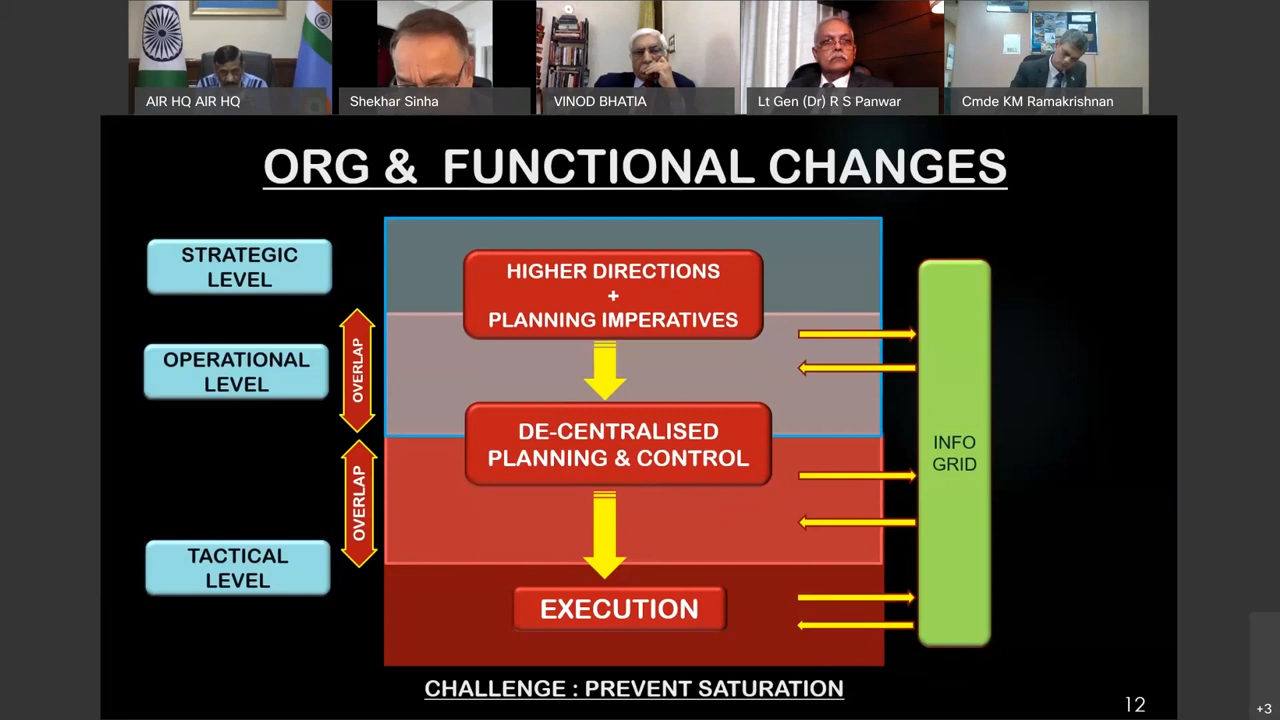 AIR HQ AIR HQ
Shekhar Sinha
VINOD BHATIA
Lt Gen (Dr) R S Panwar
Cmde KM Ramakrishnan
ORG & FUNCTIONAL CHANGES
STRATEGIC
LEVEL
HIGHER DIRECTIONS
+
PLANNING IMPERATIVES
OPERATIONAL
LEVEL
OVERLAP
DE-CENTRALISED
PLANNING & CONTROL
INFO
GRID
OVERLAP
TACTICAL
LEVEL
EXECUTION
CHALLENGE : PREVENT SATURATION
12
+3